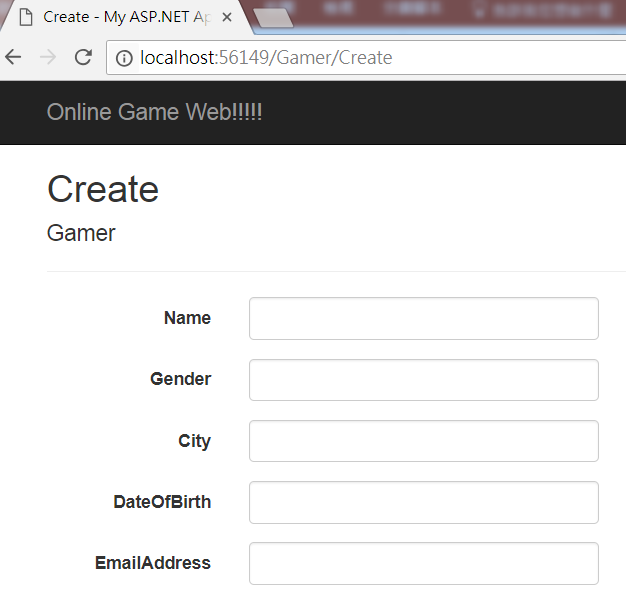 Create - My ASP.NET Ap
localhost:56149/Gamer/Create
Online Game Web!!!!!
Create
Gamer
Name
Gender
City
DateOfBirth
EmailAddress